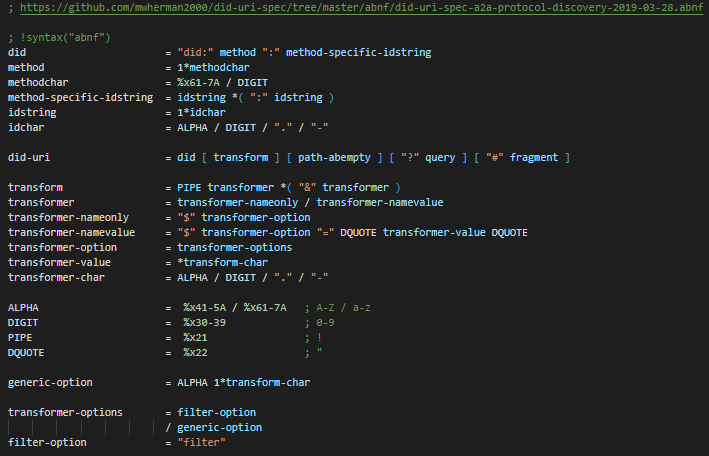 ; https://github.com/mwherman2000/did-uri-spec/tree/master/abnf/did-uri-spec-a2a-protocol-discovery-2019-03-28.abnf
; !syntax("abnf")
did = "did:" method ":" method-specific-idstring
method = 1*methodchar
methodchar = %x61-7A / DIGIT
method-specific-idstring = idstring *( ":" idstring )
idstring = 1*idchar
idchar = ALPHA / DIGIT / "." / "-"
did-uri = did [ transform ] [ path-abempty ] [ "?" query ] [ "#" fragment ]
transform = PIPE transformer *( "&" transformer )
transformer = transformer-nameonly / transformer-namevalue
transformer-nameonly = "$" transformer-option
transformer-namevalue = "$" transformer-option "=" DQUOTE transformer-value DQUOTE
transformer-option = transformer-options
transformer-value = *transform-char
transformer-char = ALPHA / DIGIT / "." / "-"
ALPHA = %x41-5A / %x61-7A ; A-Z / a-z
DIGIT = %x30-39 ; 0-9
PIPE = %x21 ; !
DQUOTE = %x22 ; "
generic-option = ALPHA 1*transform-char
transformer-options = filter-option
/ generic-option
filter-option = "filter"